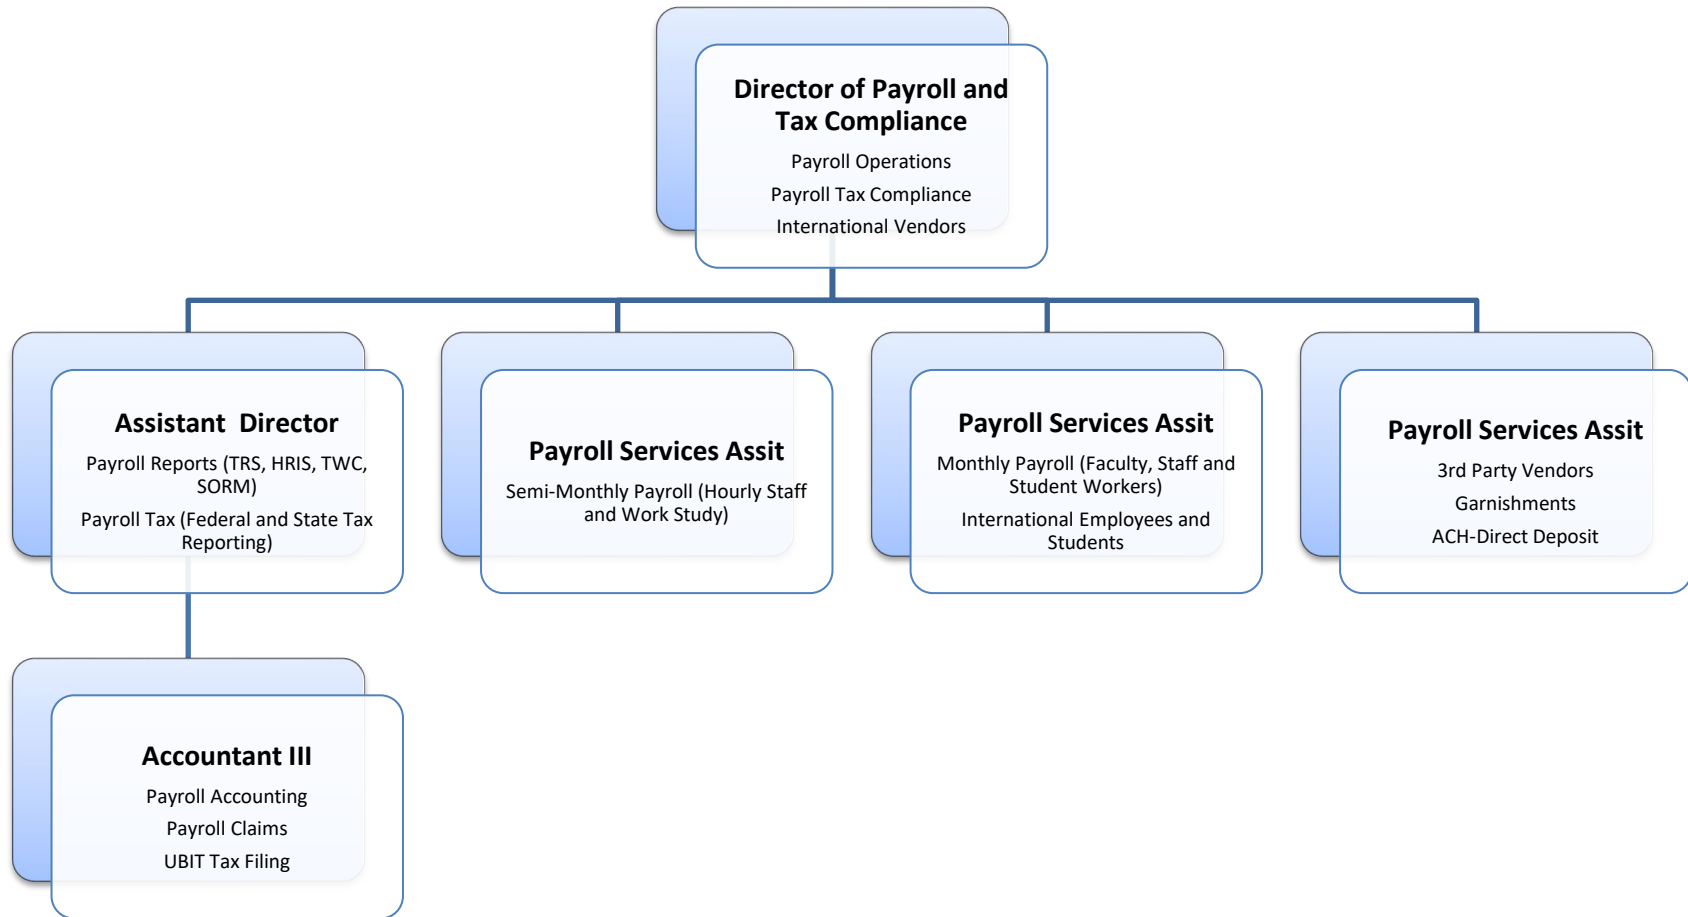 Director of Payroll and
Tax Compliance
Payroll Operations
Payroll Tax Compliance
International Vendors
Assistant  Director
Payroll Reports (TRS, HRIS, TWC,
SORM)
Payroll Tax (Federal and State Tax
Reporting)
Payroll Services Assit
Semi-Monthly Payroll (Hourly Staff
and Work Study)
Payroll Services Assit
Monthly Payroll (Faculty, Staff and
Student Workers)
International Employees and
Students
Payroll Services Assit
3rd Party Vendors
Garnishments
ACH-Direct Deposit
Accountant III
Payroll Accounting
Payroll Claims
UBIT Tax Filing